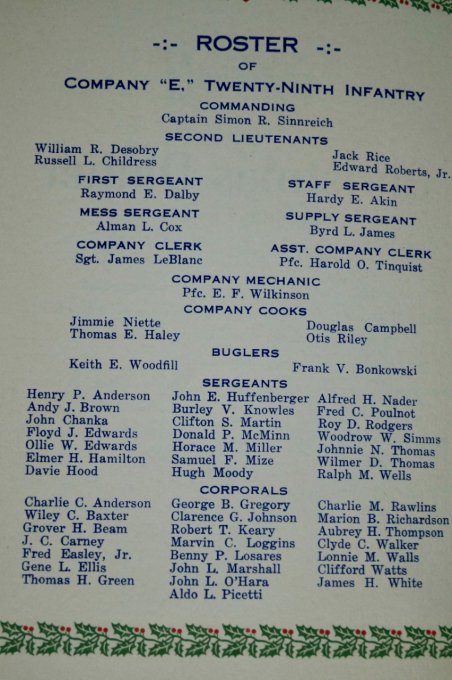 -:- ROSTER -:-
OF
COMPANY "E," TWENTY-NINTH INFANTRY
COMMANDING
Captain Simon R. Sinnreich
SECOND LIEUTENANTS
William R. Desobry Jack Rice
Russell L. Childress Edward Roberts, Jr.
FIRST SERGEANT STAFF SERGEANT
Raymond E. Dalby Hardy E. Akin
MESS SERGEANT SUPPLY SERGEANT
Alman L. Cox Byrd L. James
COMPANY CLERK ASST. COMPANY CLERK
Sgt. James LeBlanc Pfc. Harold O. Tinquist
COMPANY MECHANIC
Pfc. E. F. Wilkinson
COMPANY COOKS
Jimmie Niette Douglas Campbell
Thomas E. Haley Otis Riley
BUGLERS
Keith E. Woodfill Frank V. Bonkowski
SERGEANTS
Henry P. Anderson John E. Huffenberger Alfred H. Nader
Andy J. Brown Burley V. Knowles Fred C. Poulnot
John Chanka Clifton S. Martin Roy D. Rodgers
Floyd J. Edwards Donald P. McMinn Woodrow W. Simms
Ollie W. Edwards Horace M. Miller Johnnie N. Thomas
Elmer H. Hamilton Samuel F. Mize Wilmer D. Thomas
Davie Hood Hugh Moody Ralph M. Wells
CORPORALS
Charlie C. Anderson George B. Gregory Charlie M. Rawlins
Wiley C. Baxter Clarence G. Johnson Marion B. Richardson
Grover H. Beam Robert T. Keary Aubrey H. Thompson
J. C. Carney Marvin C. Loggins Clyde C. Walker
Fred Easley, Jr. Benny P. Losares Lonnie M. Walls
Gene L. Ellis John L. Marshall Clifford Watts
Thomas H. Green John L. O'Hara James H. White
Aldo L. Picetti